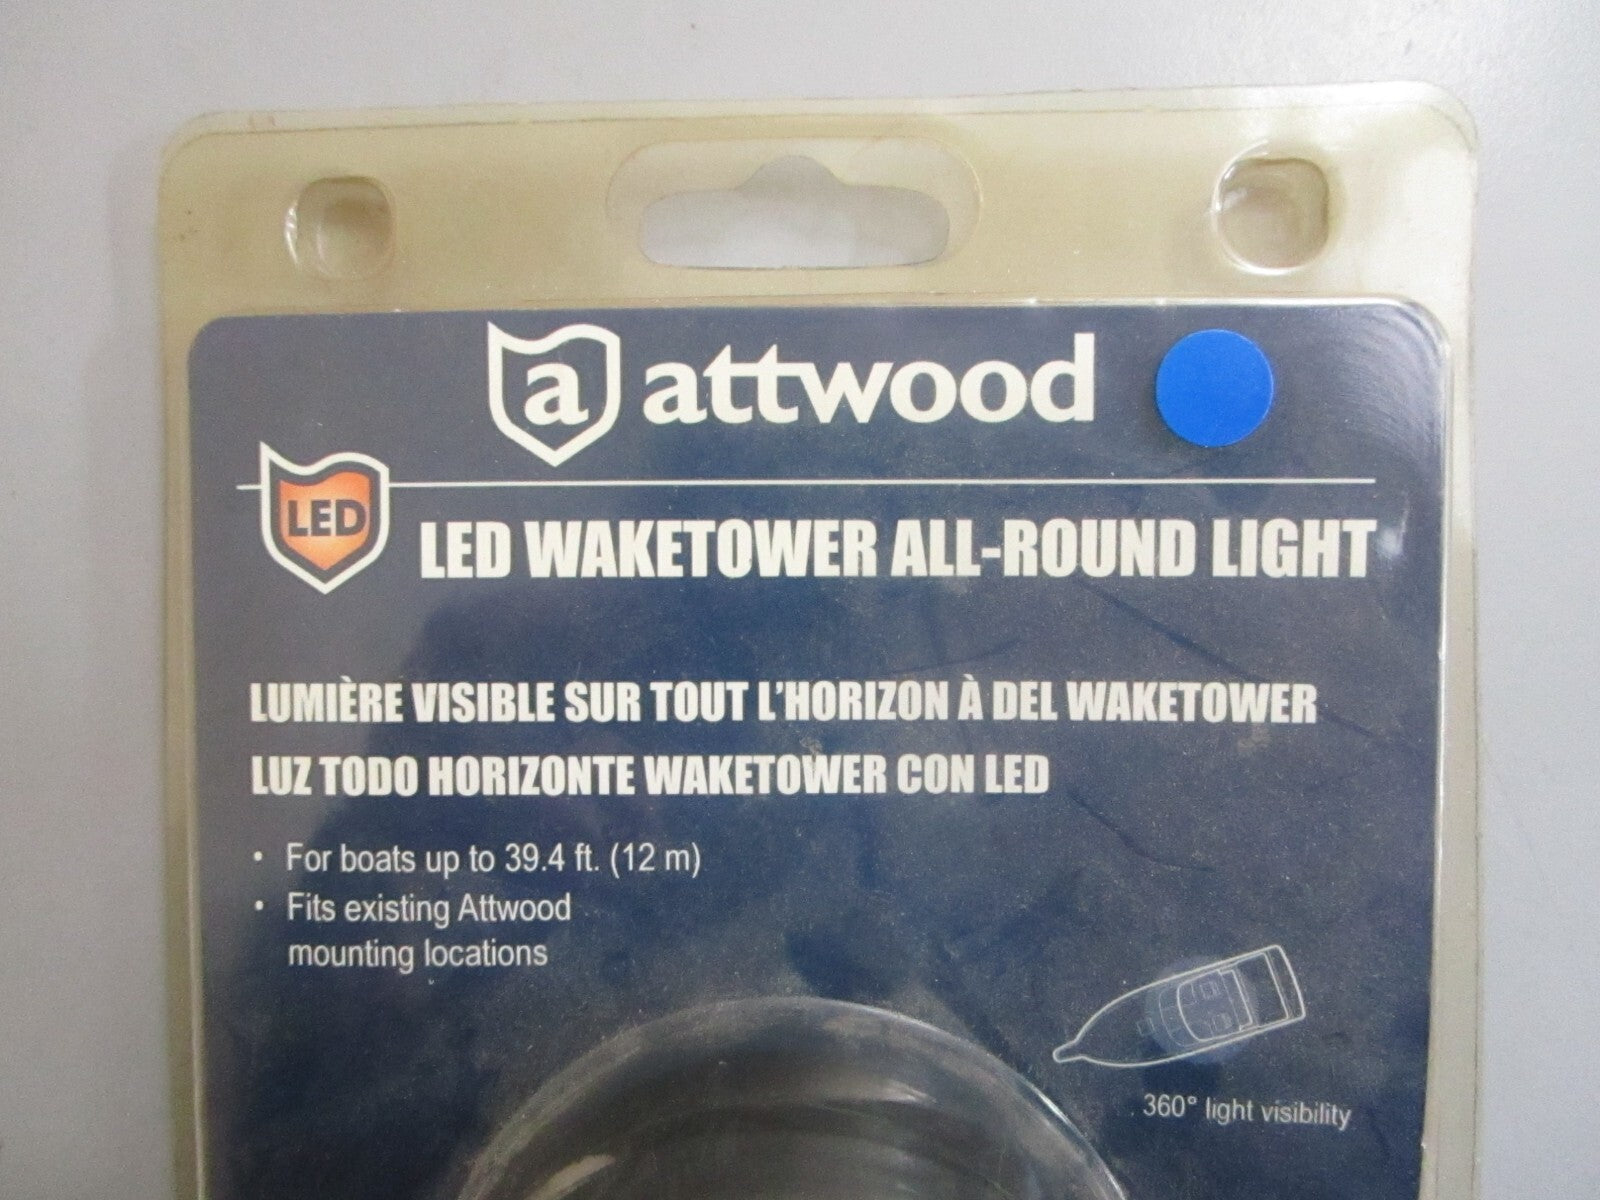 a attwood
LED
LED WAKETOWER ALL-ROUND LIGHT
LUMIÈRE VISIBLE SUR TOUT L'HORIZON À DEL WAKETOWER
LUZ TODO HORIZONTE WAKETOWER CON LED
• For boats up to 39.4 ft. (12 m)
• Fits existing Attwood
mounting locations
360° light visibility